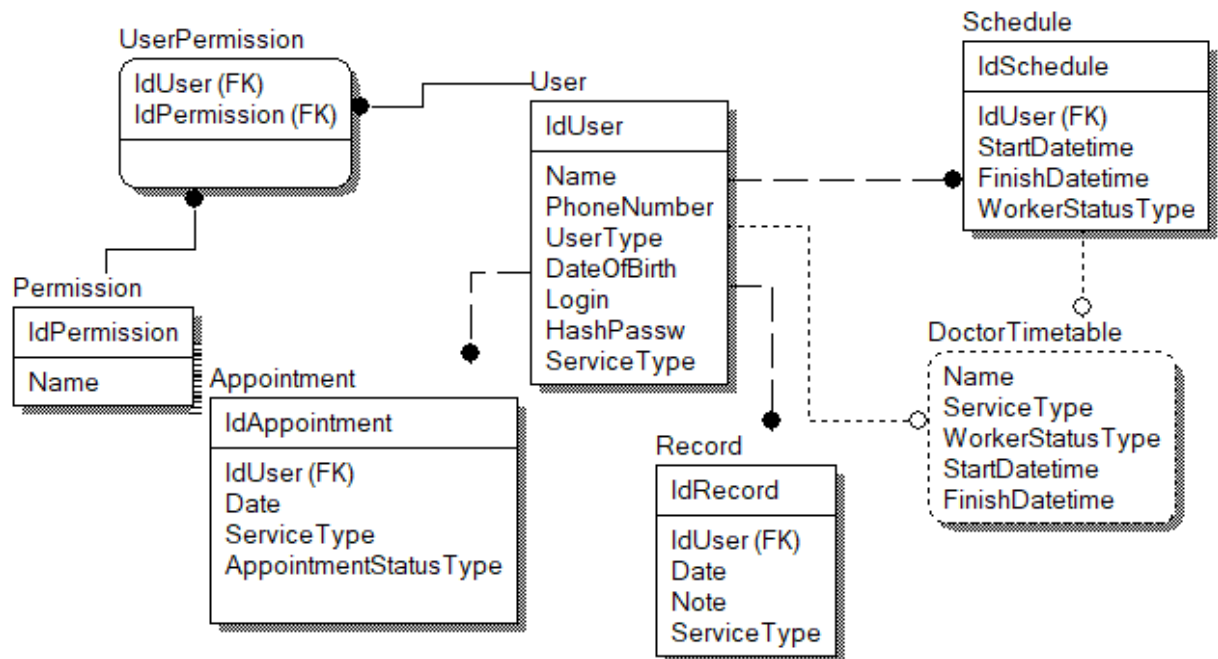 UserPermission
IdUser (FK)
IdPermission (FK)
User
IdUser
Name
PhoneNumber
UserType
DateOfBirth
Login
HashPassw
ServiceType
Schedule
IdSchedule
IdUser (FK)
StartDatetime
FinishDatetime
WorkerStatusType
Permission
IdPermission
Name
Appointment
IdAppointment
IdUser (FK)
Date
ServiceType
AppointmentStatusType
Record
IdRecord
IdUser (FK)
Date
Note
ServiceType
DoctorTimetable
Name
ServiceType
WorkerStatusType
StartDatetime
FinishDatetime